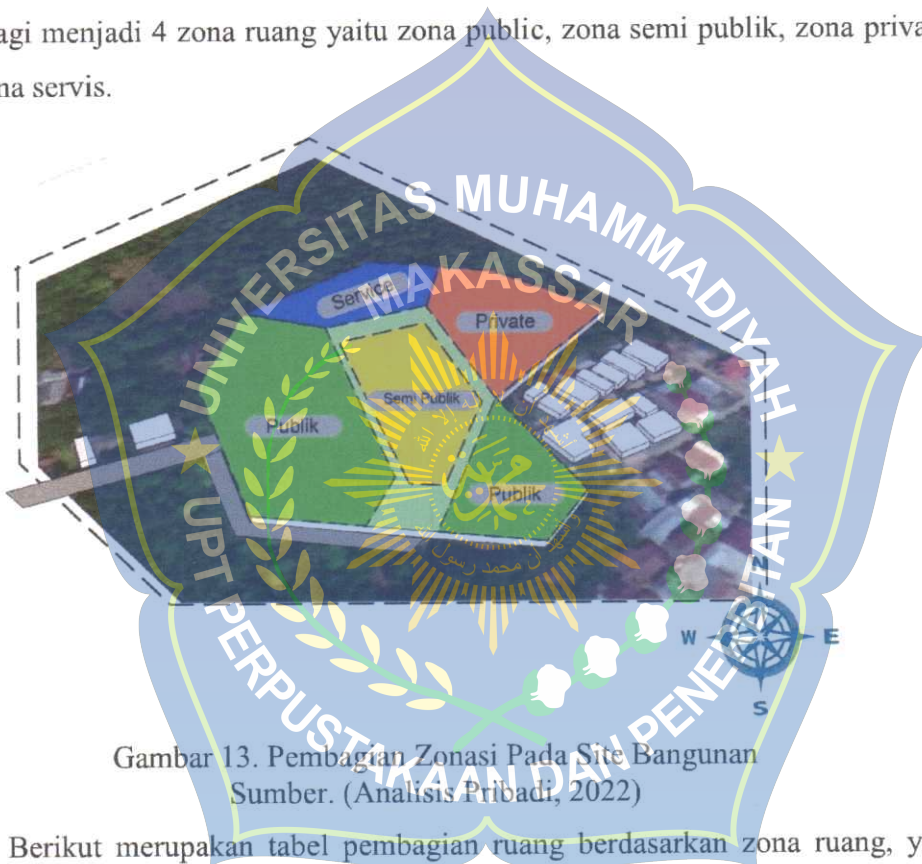 agi menjadi 4 zona ruang yaitu zona public, zona semi publik, zona priva
na servis.
UNIVERSITAS MUHAMMADIYAH
MAKASSAR
Service
Private
Semi Publik
Publik
Publik
N
W E
S
UPT PERPUSTAKAAN DAN PENERBITAN
Gambar 13. Pembagian Zonasi Pada Site Bangunan
Sumber. (Analisis Pribadi, 2022)
Berikut merupakan tabel pembagian ruang berdasarkan zona ruang, y